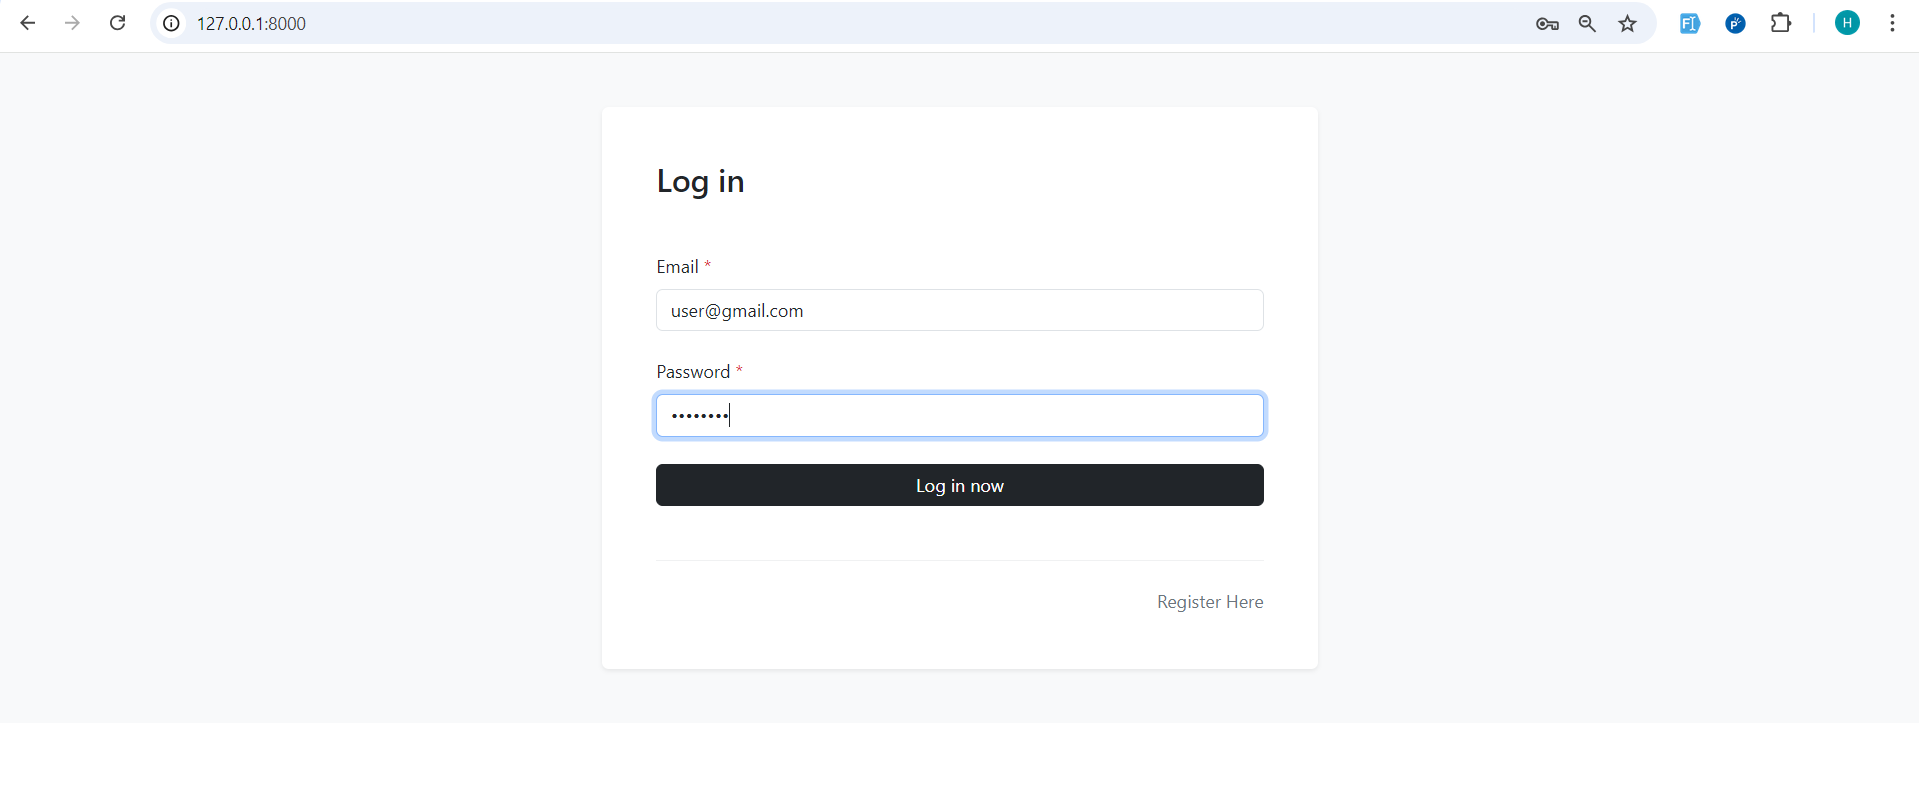 127.0.0.1:8000
H
Log in
Email *
user@gmail.com
Password *
••••••••
Log in now
Register Here